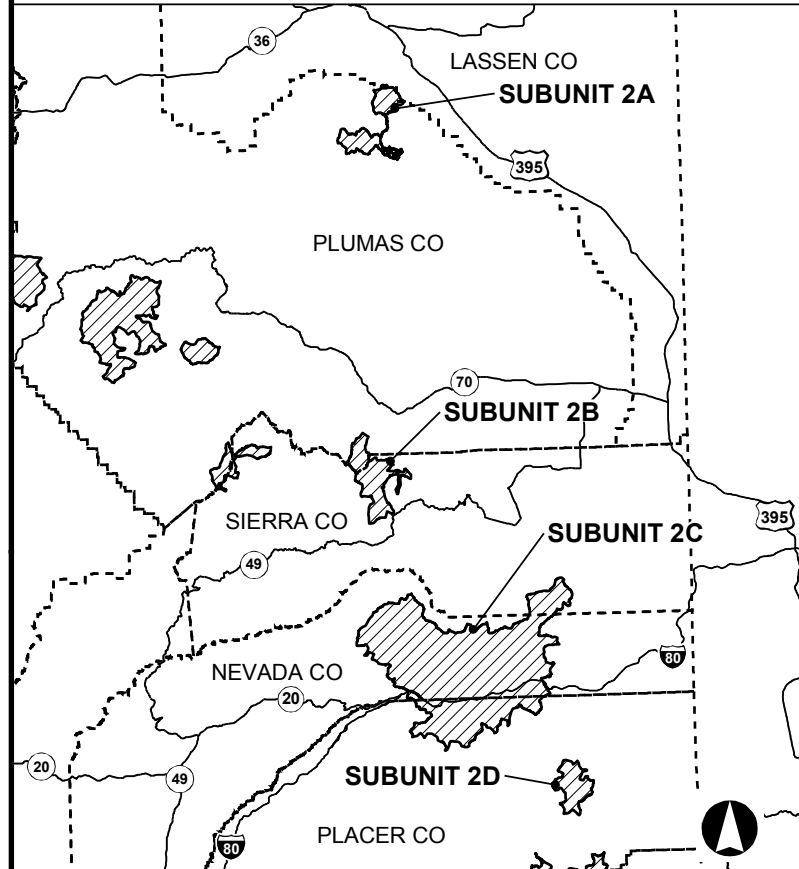 36
LASSEN CO
SUBUNIT 2A
395
PLUMAS CO
70
SUBUNIT 2B
SIERRA CO
395
SUBUNIT 2C
49
80
NEVADA CO
20
20
49
SUBUNIT 2D
PLACER CO
80